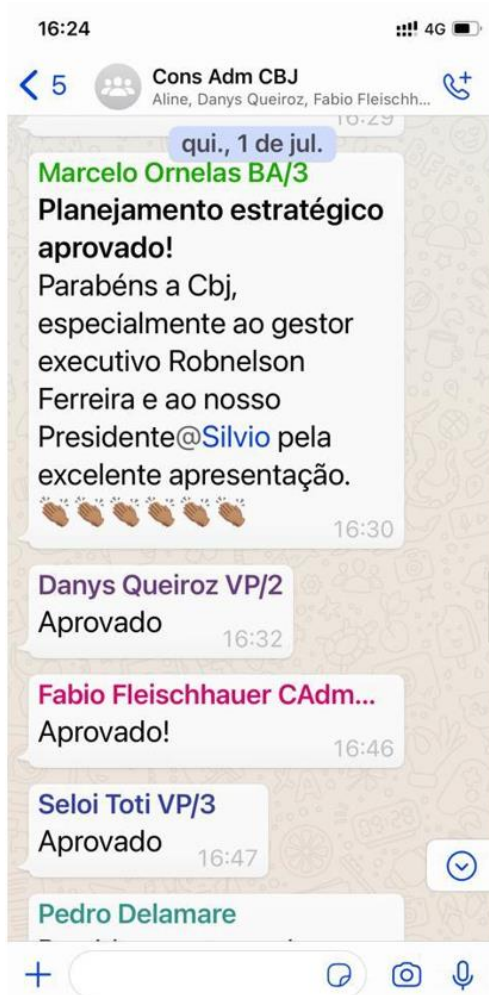 16:24
4G
5
Cons Adm CBJ
Aline, Danys Queiroz, Fabio Fleischh...
16:29
qui., 1 de jul.
Marcelo Ornelas BA/3
Planejamento estratégico
aprovado!
Parabéns a Cbj,
especialmente ao gestor
executivo Robnelson
Ferreira e ao nosso
Presidente@Silvio pela
excelente apresentação.
16:30
Danys Queiroz VP/2
Aprovado
16:32
Fabio Fleischhauer CAdm...
Aprovado!
16:46
Seloi Toti VP/3
Aprovado
16:47
Pedro Delamare